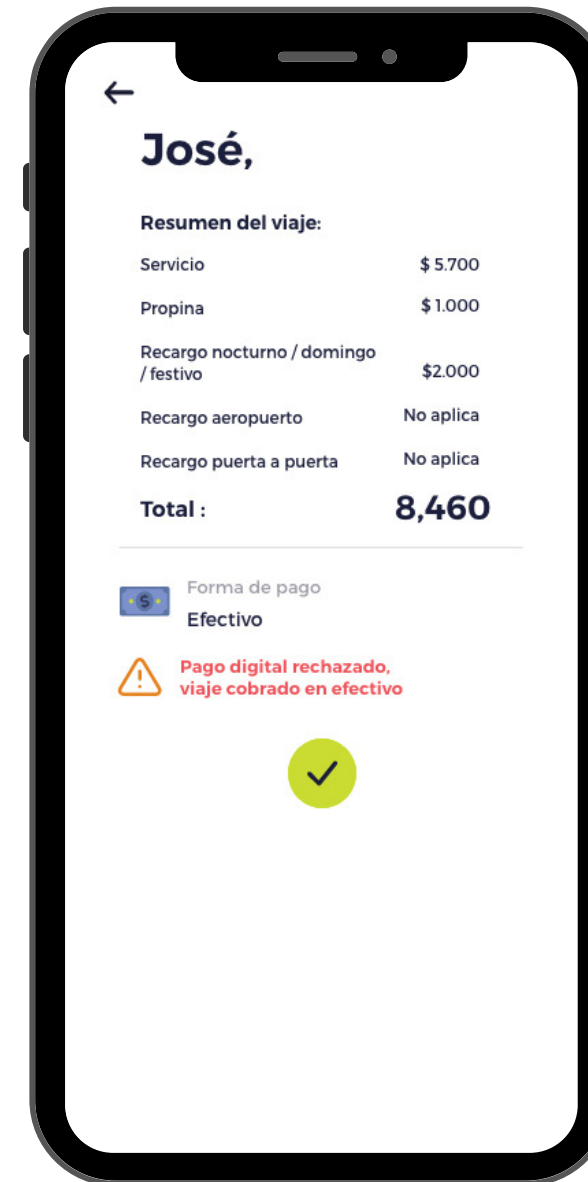 José,
Resumen del viaje:
Servicio $ 5.700
Propina $ 1.000
Recargo nocturno / domingo
/ festivo $2.000
Recargo aeropuerto No aplica
Recargo puerta a puerta No aplica
Total : 8,460
$
Forma de pago
Efectivo
Pago digital rechazado,
viaje cobrado en efectivo